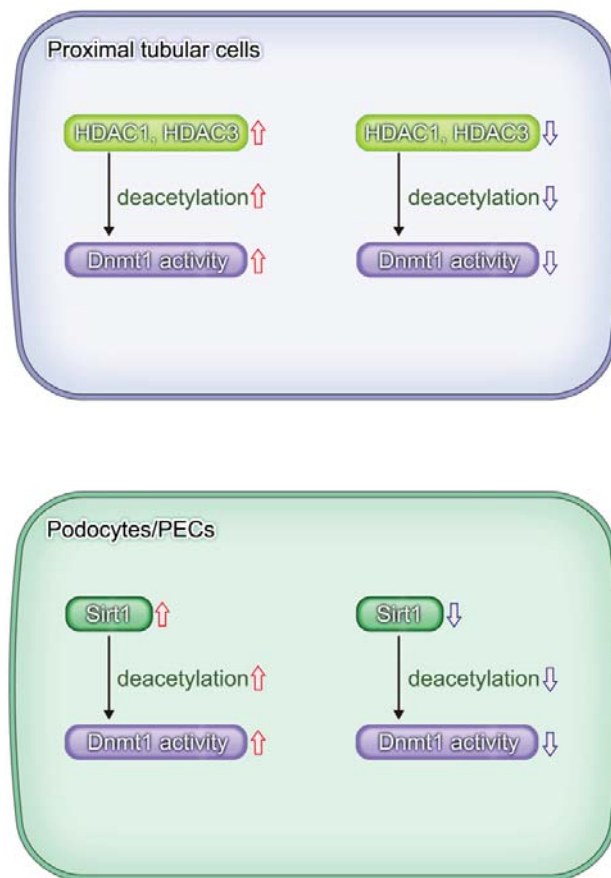 Proximal tubular cells
HDAC1, HDAC3 HDAC1, HDAC3
deacetylation deacetylation
Dnmt1 activity Dnmt1 activity
Podocytes/PECs
Sirt1 Sirt1
deacetylation deacetylation
Dnmt1 activity Dnmt1 activity